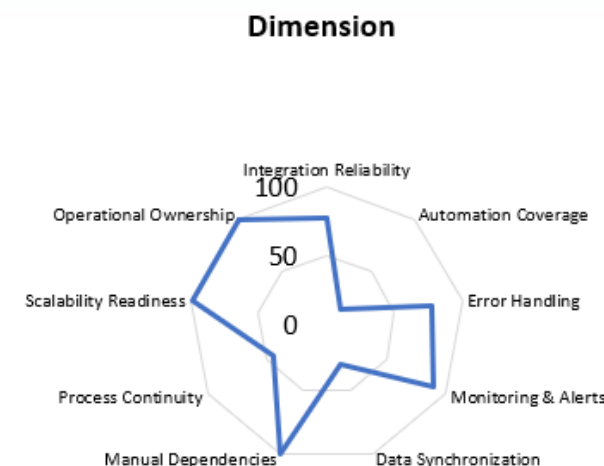 Dimension
Integration Reliability
100
Operational Ownership
Automation Coverage
50
Scalability Readiness
0
Error Handling
Process Continuity
Monitoring & Alerts
Manual Dependencies
Data Synchronization